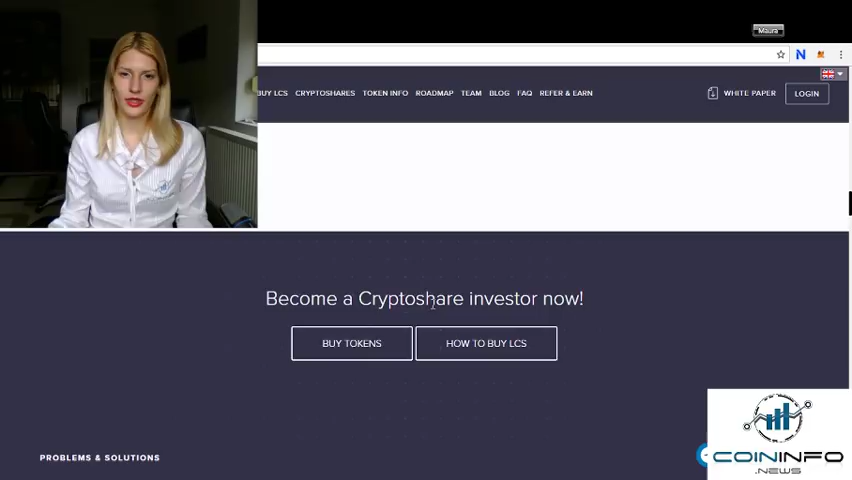 Maura
N
BUY LCS CRYPTOSHARES TOKEN INFO ROADMAP TEAM BLOG FAQ REFER & EARN WHITE PAPER LOGIN
Become a Cryptoshare investor now!
BUY TOKENS HOW TO BUY LCS
PROBLEMS & SOLUTIONS
COININFO
.NEWS